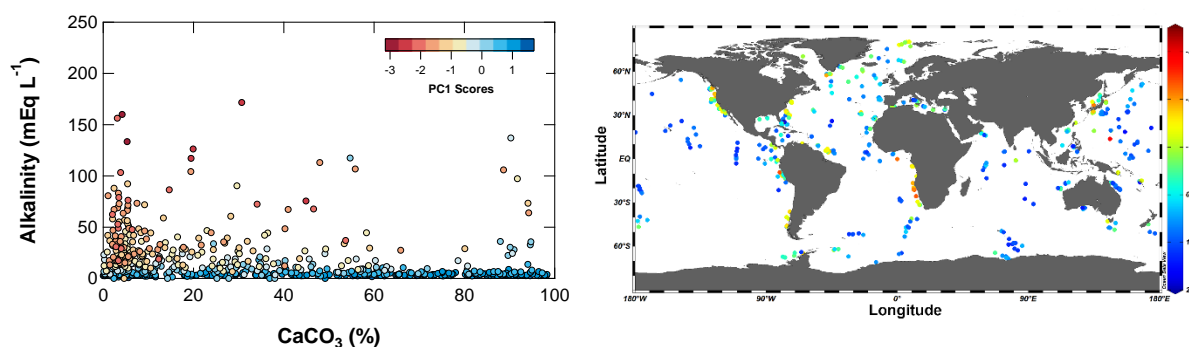 250
200
150
100
50
0
Alkalinity (mEq L⁻¹)
-3 -2 -1 0 1
PC1 Scores
0 20 40 60 80 100
CaCO₃ (%)
60°N
30°N
EQ
30°S
60°S
Latitude
180°W 90°W 0° 90°E 180°E
Longitude